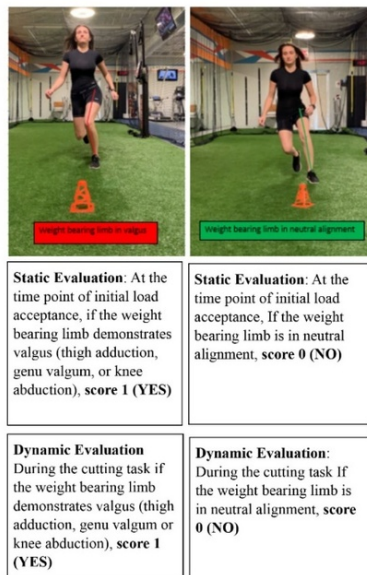 Weight bearing limb in valgus
Weight bearing limb in neutral alignment
Static Evaluation: At the
time point of initial load
acceptance, if the weight
bearing limb demonstrates
valgus (thigh adduction,
genu valgum, or knee
abduction), score 1 (YES)
Static Evaluation: At the
time point of initial load
acceptance, If the weight
bearing limb is in neutral
alignment, score 0 (NO)
Dynamic Evaluation
During the cutting task if
the weight bearing limb
demonstrates valgus (thigh
adduction, genu valgum or
knee abduction), score 1
(YES)
Dynamic Evaluation:
During the cutting task If
the weight bearing limb is
in neutral alignment, score
0 (NO)